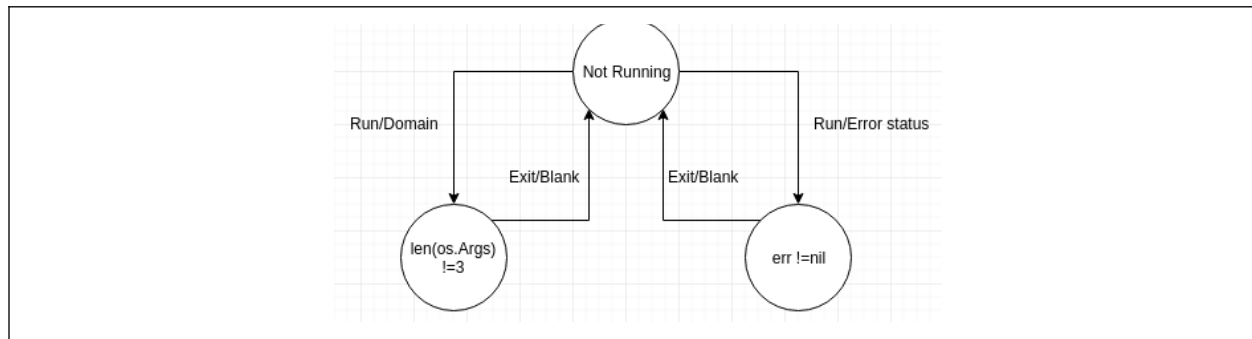 Not Running
Run/Domain
Run/Error status
Exit/Blank
Exit/Blank
len(os.Args)
!=3
err !=nil